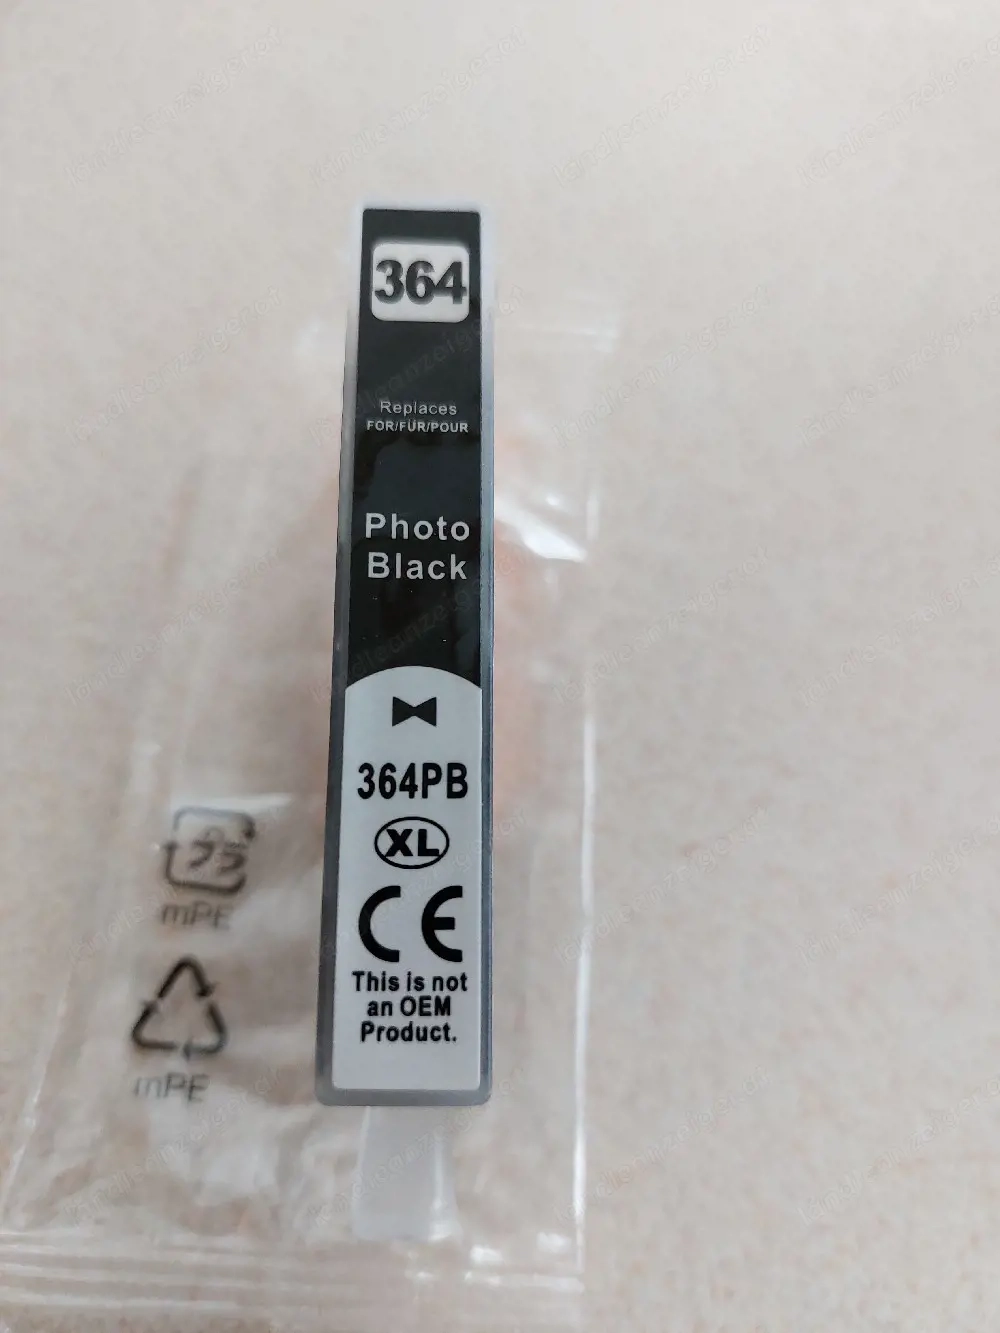 364
Replaces
FOR/FÜR/POUR
Photo
Black
364PB
XL
CE
This is not
an OEM
Product.
mPE
mPE